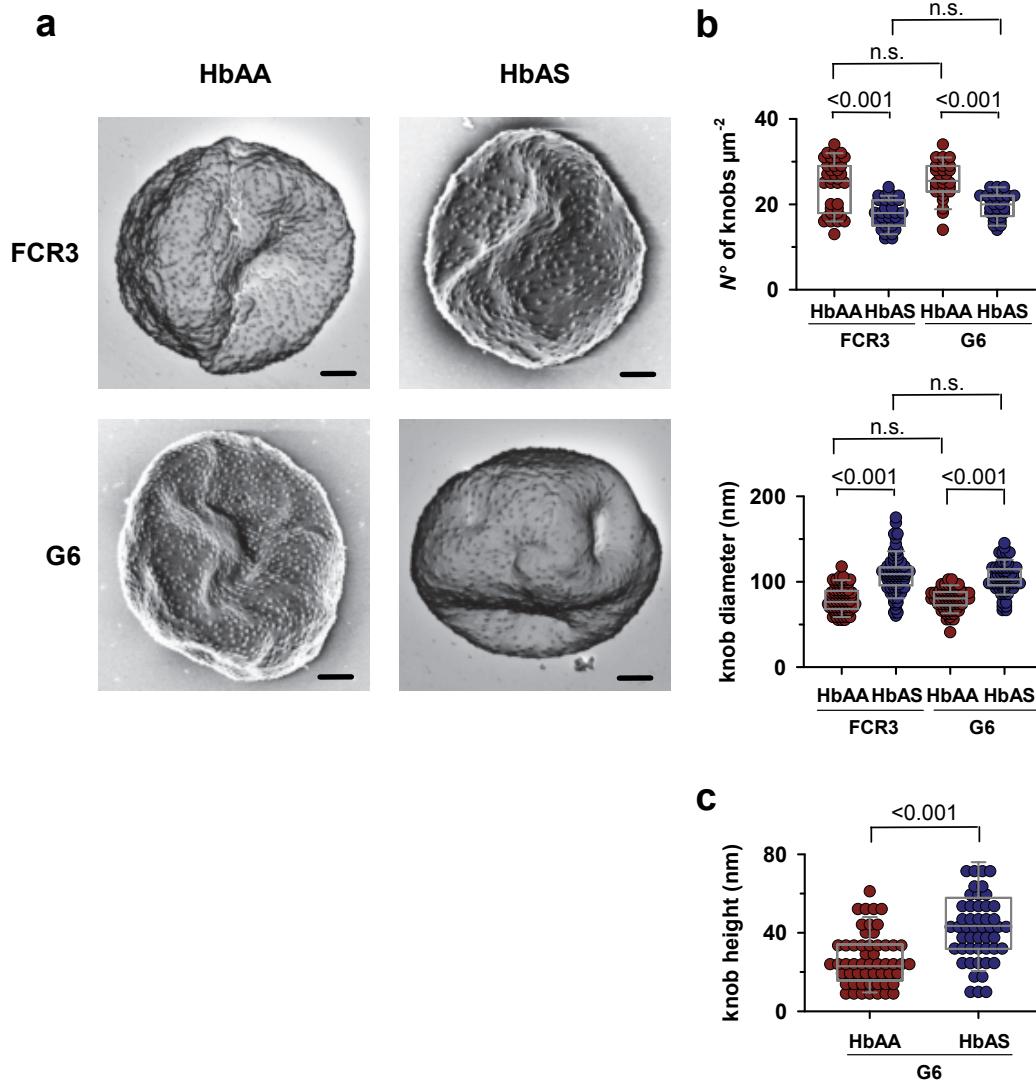 a
HbAA HbAS
FCR3
G6
b
n.s.
n.s.
<0.001 <0.001
N° of knobs µm⁻²
40
20
0
HbAA HbAS HbAA HbAS
FCR3 G6
n.s.
n.s.
<0.001 <0.001
knob diameter (nm)
200
100
0
HbAA HbAS HbAA HbAS
FCR3 G6
c
<0.001
knob height (nm)
80
40
0
HbAA HbAS
G6